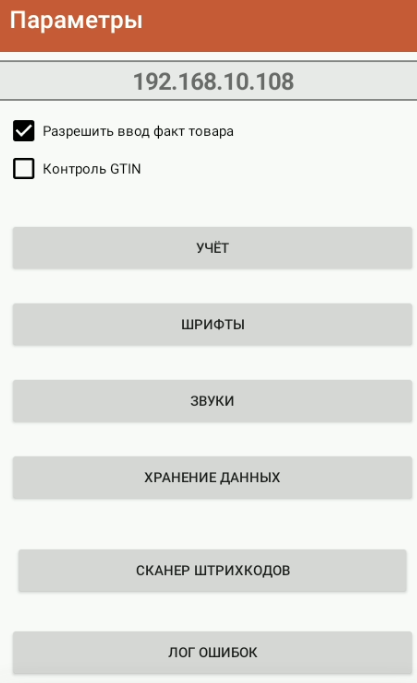 Параметры
192.168.10.108
Разрешить ввод факт товара
Контроль GTIN
УЧЁТ
ШРИФТЫ
ЗВУКИ
ХРАНЕНИЕ ДАННЫХ
СКАНЕР ШТРИХКОДОВ
ЛОГ ОШИБОК